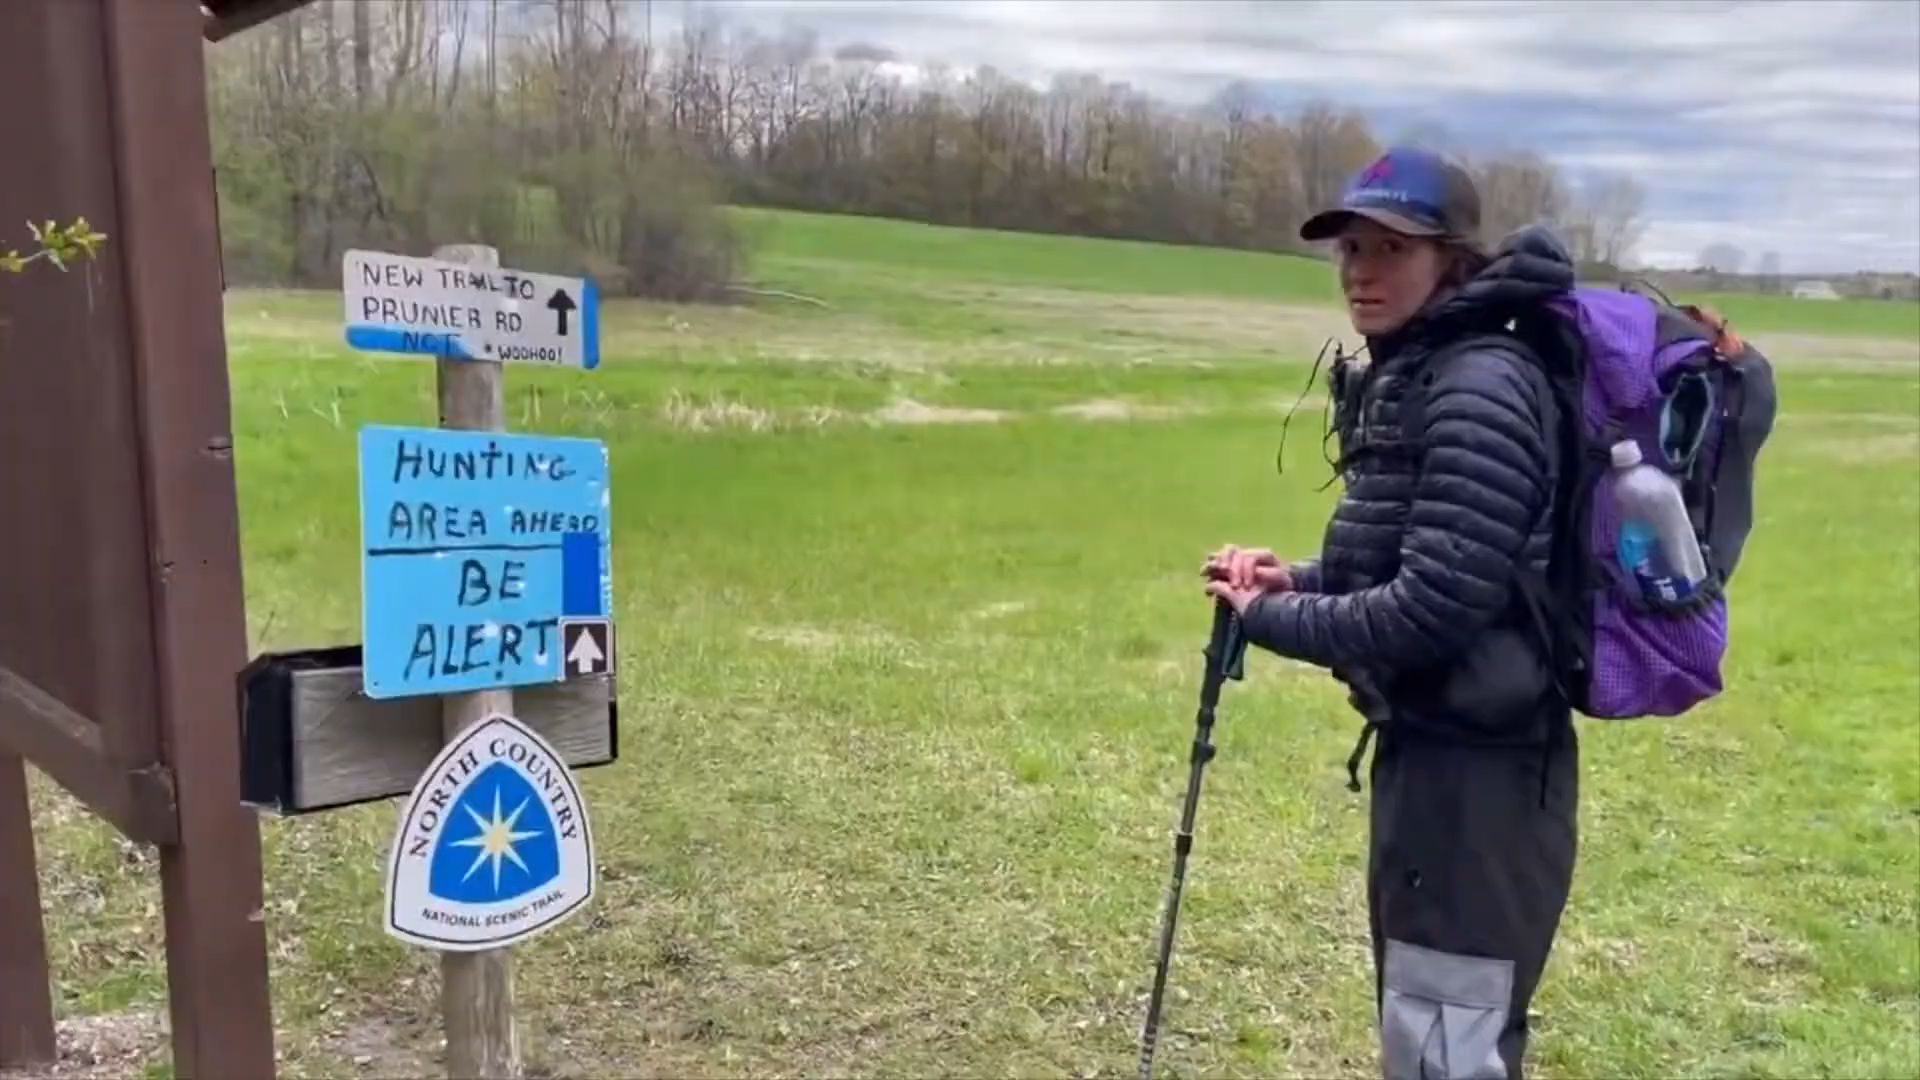 NEW TRAIL TO
PRUNIER RD
NCT * WOOHOO!
HUNTING
AREA AHEAD
BE
ALERT
NORTH COUNTRY
NATIONAL SCENIC TRAIL